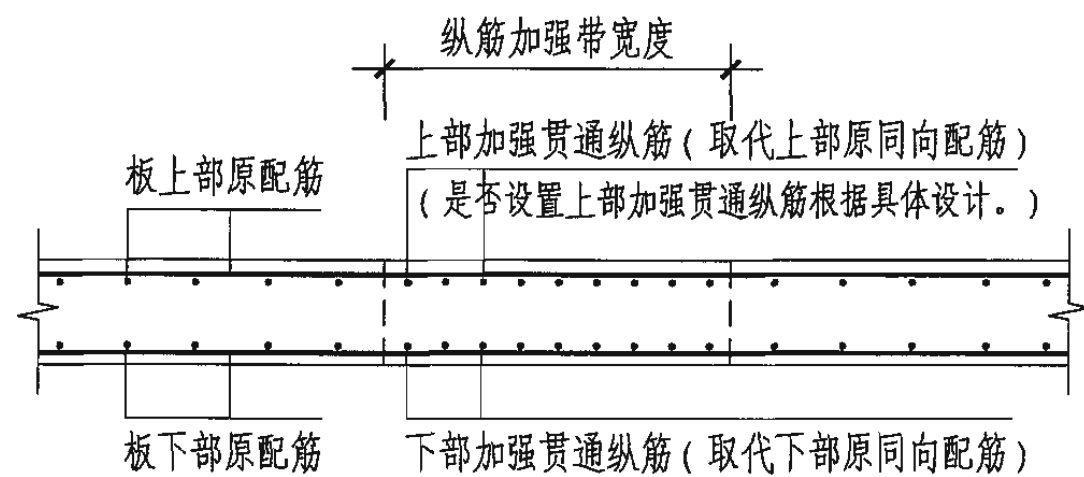 纵筋加强带宽度
上部加强贯通纵筋(取代上部原同向配筋)
板上部原配筋
(是否设置上部加强贯通纵筋根据具体设计。)
板下部原配筋
下部加强贯通纵筋(取代下部原同向配筋)